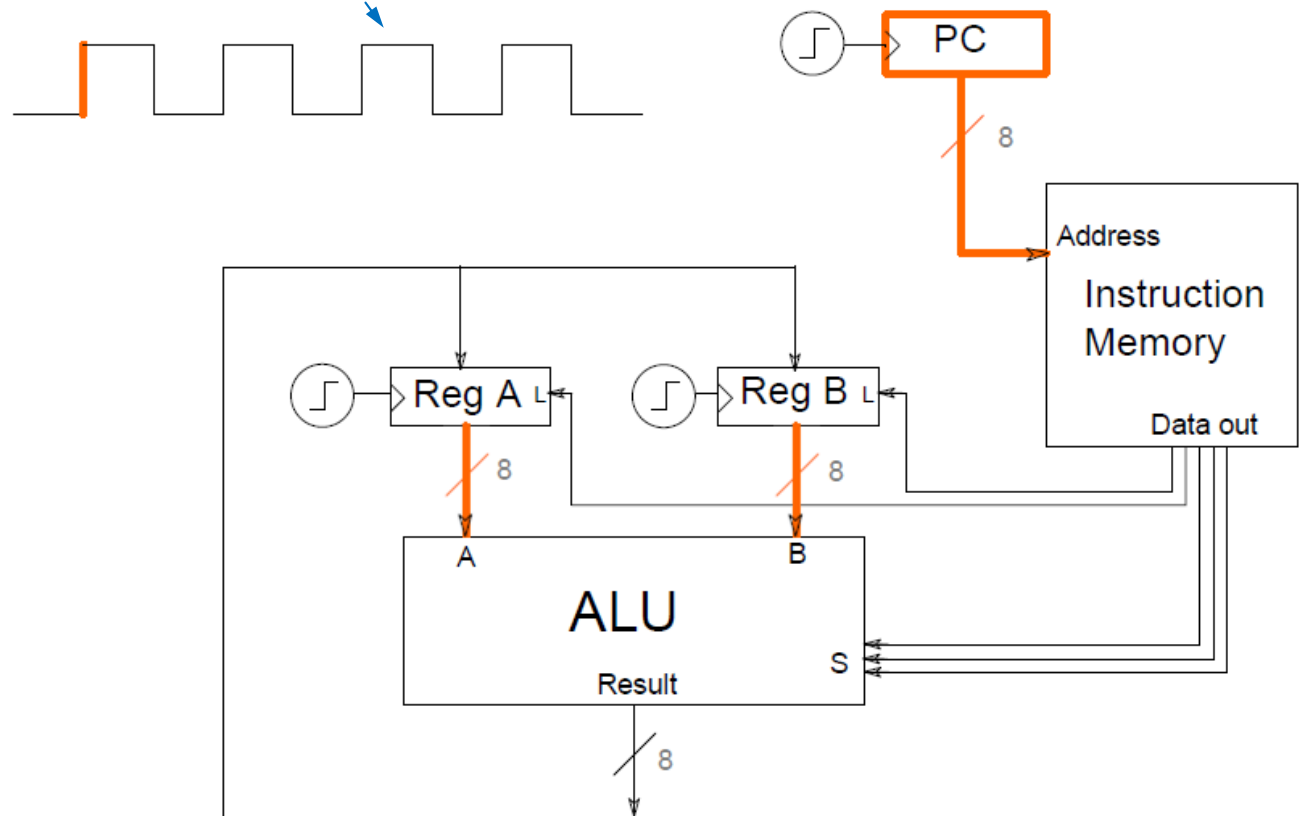 PC
8
Address
Instruction
Memory
Data out
Reg A L
Reg B L
8
8
A
B
ALU
S
Result
8